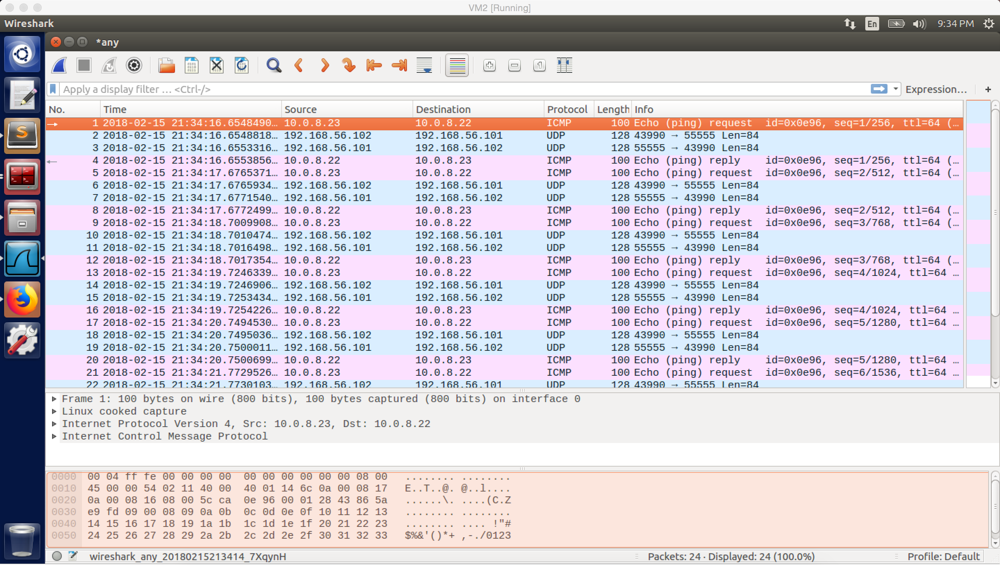 VM2 [Running]
Wireshark
En
9:34 PM
*any
Apply a display filter … <Ctrl-/>
Expression…
+
No. Time Source Destination Protocol Length Info
1 2018-02-15 21:34:16.6548490… 10.0.8.23 10.0.8.22 ICMP 100 Echo (ping) request id=0x0e96, seq=1/256, ttl=64 (…
2 2018-02-15 21:34:16.6548818… 192.168.56.102 192.168.56.101 UDP 128 43990 → 55555 Len=84
3 2018-02-15 21:34:16.6553316… 192.168.56.101 192.168.56.102 UDP 128 55555 → 43990 Len=84
4 2018-02-15 21:34:16.6553856… 10.0.8.22 10.0.8.23 ICMP 100 Echo (ping) reply id=0x0e96, seq=1/256, ttl=64 (…
5 2018-02-15 21:34:17.6765371… 10.0.8.23 10.0.8.22 ICMP 100 Echo (ping) request id=0x0e96, seq=2/512, ttl=64 (…
6 2018-02-15 21:34:17.6765934… 192.168.56.102 192.168.56.101 UDP 128 43990 → 55555 Len=84
7 2018-02-15 21:34:17.6771540… 192.168.56.101 192.168.56.102 UDP 128 55555 → 43990 Len=84
8 2018-02-15 21:34:17.6772499… 10.0.8.22 10.0.8.23 ICMP 100 Echo (ping) reply id=0x0e96, seq=2/512, ttl=64 (…
9 2018-02-15 21:34:18.7009908… 10.0.8.23 10.0.8.22 ICMP 100 Echo (ping) request id=0x0e96, seq=3/768, ttl=64 (…
10 2018-02-15 21:34:18.7010474… 192.168.56.102 192.168.56.101 UDP 128 43990 → 55555 Len=84
11 2018-02-15 21:34:18.7016498… 192.168.56.101 192.168.56.102 UDP 128 55555 → 43990 Len=84
12 2018-02-15 21:34:18.7017354… 10.0.8.22 10.0.8.23 ICMP 100 Echo (ping) reply id=0x0e96, seq=3/768, ttl=64 (…
13 2018-02-15 21:34:19.7246339… 10.0.8.23 10.0.8.22 ICMP 100 Echo (ping) request id=0x0e96, seq=4/1024, ttl=64 …
14 2018-02-15 21:34:19.7246906… 192.168.56.102 192.168.56.101 UDP 128 43990 → 55555 Len=84
15 2018-02-15 21:34:19.7253434… 192.168.56.101 192.168.56.102 UDP 128 55555 → 43990 Len=84
16 2018-02-15 21:34:19.7254226… 10.0.8.22 10.0.8.23 ICMP 100 Echo (ping) reply id=0x0e96, seq=4/1024, ttl=64 …
17 2018-02-15 21:34:20.7494530… 10.0.8.23 10.0.8.22 ICMP 100 Echo (ping) request id=0x0e96, seq=5/1280, ttl=64 …
18 2018-02-15 21:34:20.7495036… 192.168.56.102 192.168.56.101 UDP 128 43990 → 55555 Len=84
19 2018-02-15 21:34:20.7500011… 192.168.56.101 192.168.56.102 UDP 128 55555 → 43990 Len=84
20 2018-02-15 21:34:20.7500699… 10.0.8.22 10.0.8.23 ICMP 100 Echo (ping) reply id=0x0e96, seq=5/1280, ttl=64 …
21 2018-02-15 21:34:21.7729526… 10.0.8.23 10.0.8.22 ICMP 100 Echo (ping) request id=0x0e96, seq=6/1536, ttl=64 …
22 2018-02-15 21:34:21.7730103… 192.168.56.102 192.168.56.101 UDP 128 43990 → 55555 Len=84
Frame 1: 100 bytes on wire (800 bits), 100 bytes captured (800 bits) on interface 0
Linux cooked capture
Internet Protocol Version 4, Src: 10.0.8.23, Dst: 10.0.8.22
Internet Control Message Protocol
0000 00 04 ff fe 00 00 00 00 00 00 00 00 00 00 08 00 ........ ........
0010 45 00 00 54 02 11 40 00 40 01 14 6c 0a 00 08 17 E..T..@. @..l....
0020 0a 00 08 16 08 00 5c ca 0e 96 00 01 28 43 86 5a ......\. ....(C.Z
0030 e9 fd 09 00 08 09 0a 0b 0c 0d 0e 0f 10 11 12 13 ........ ........
0040 14 15 16 17 18 19 1a 1b 1c 1d 1e 1f 20 21 22 23 ........ .... !"#
0050 24 25 26 27 28 29 2a 2b 2c 2d 2e 2f 30 31 32 33 $%&'()*+ ,-./0123
wireshark_any_20180215213414_7XqynH
Packets: 24 · Displayed: 24 (100.0%)
Profile: Default